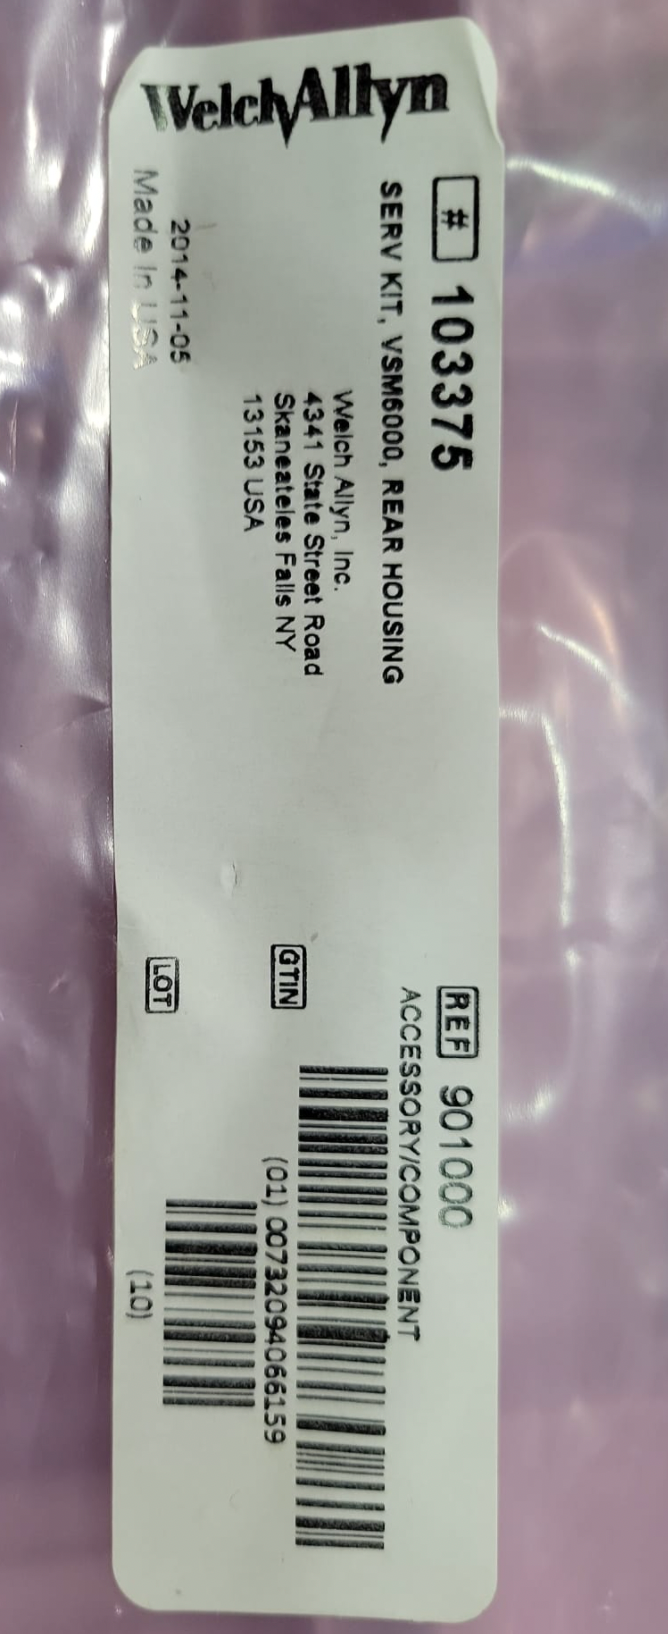 WelchAllyn
# 103375
SERV KIT, VSM6000, REAR HOUSING
Welch Allyn, Inc.
4341 State Street Road
Skaneateles Falls NY
13153 USA
2014-11-05
Made In USA
REF 901000
ACCESSORY/COMPONENT
GTIN
(01) 00732094066159
LOT
(10)